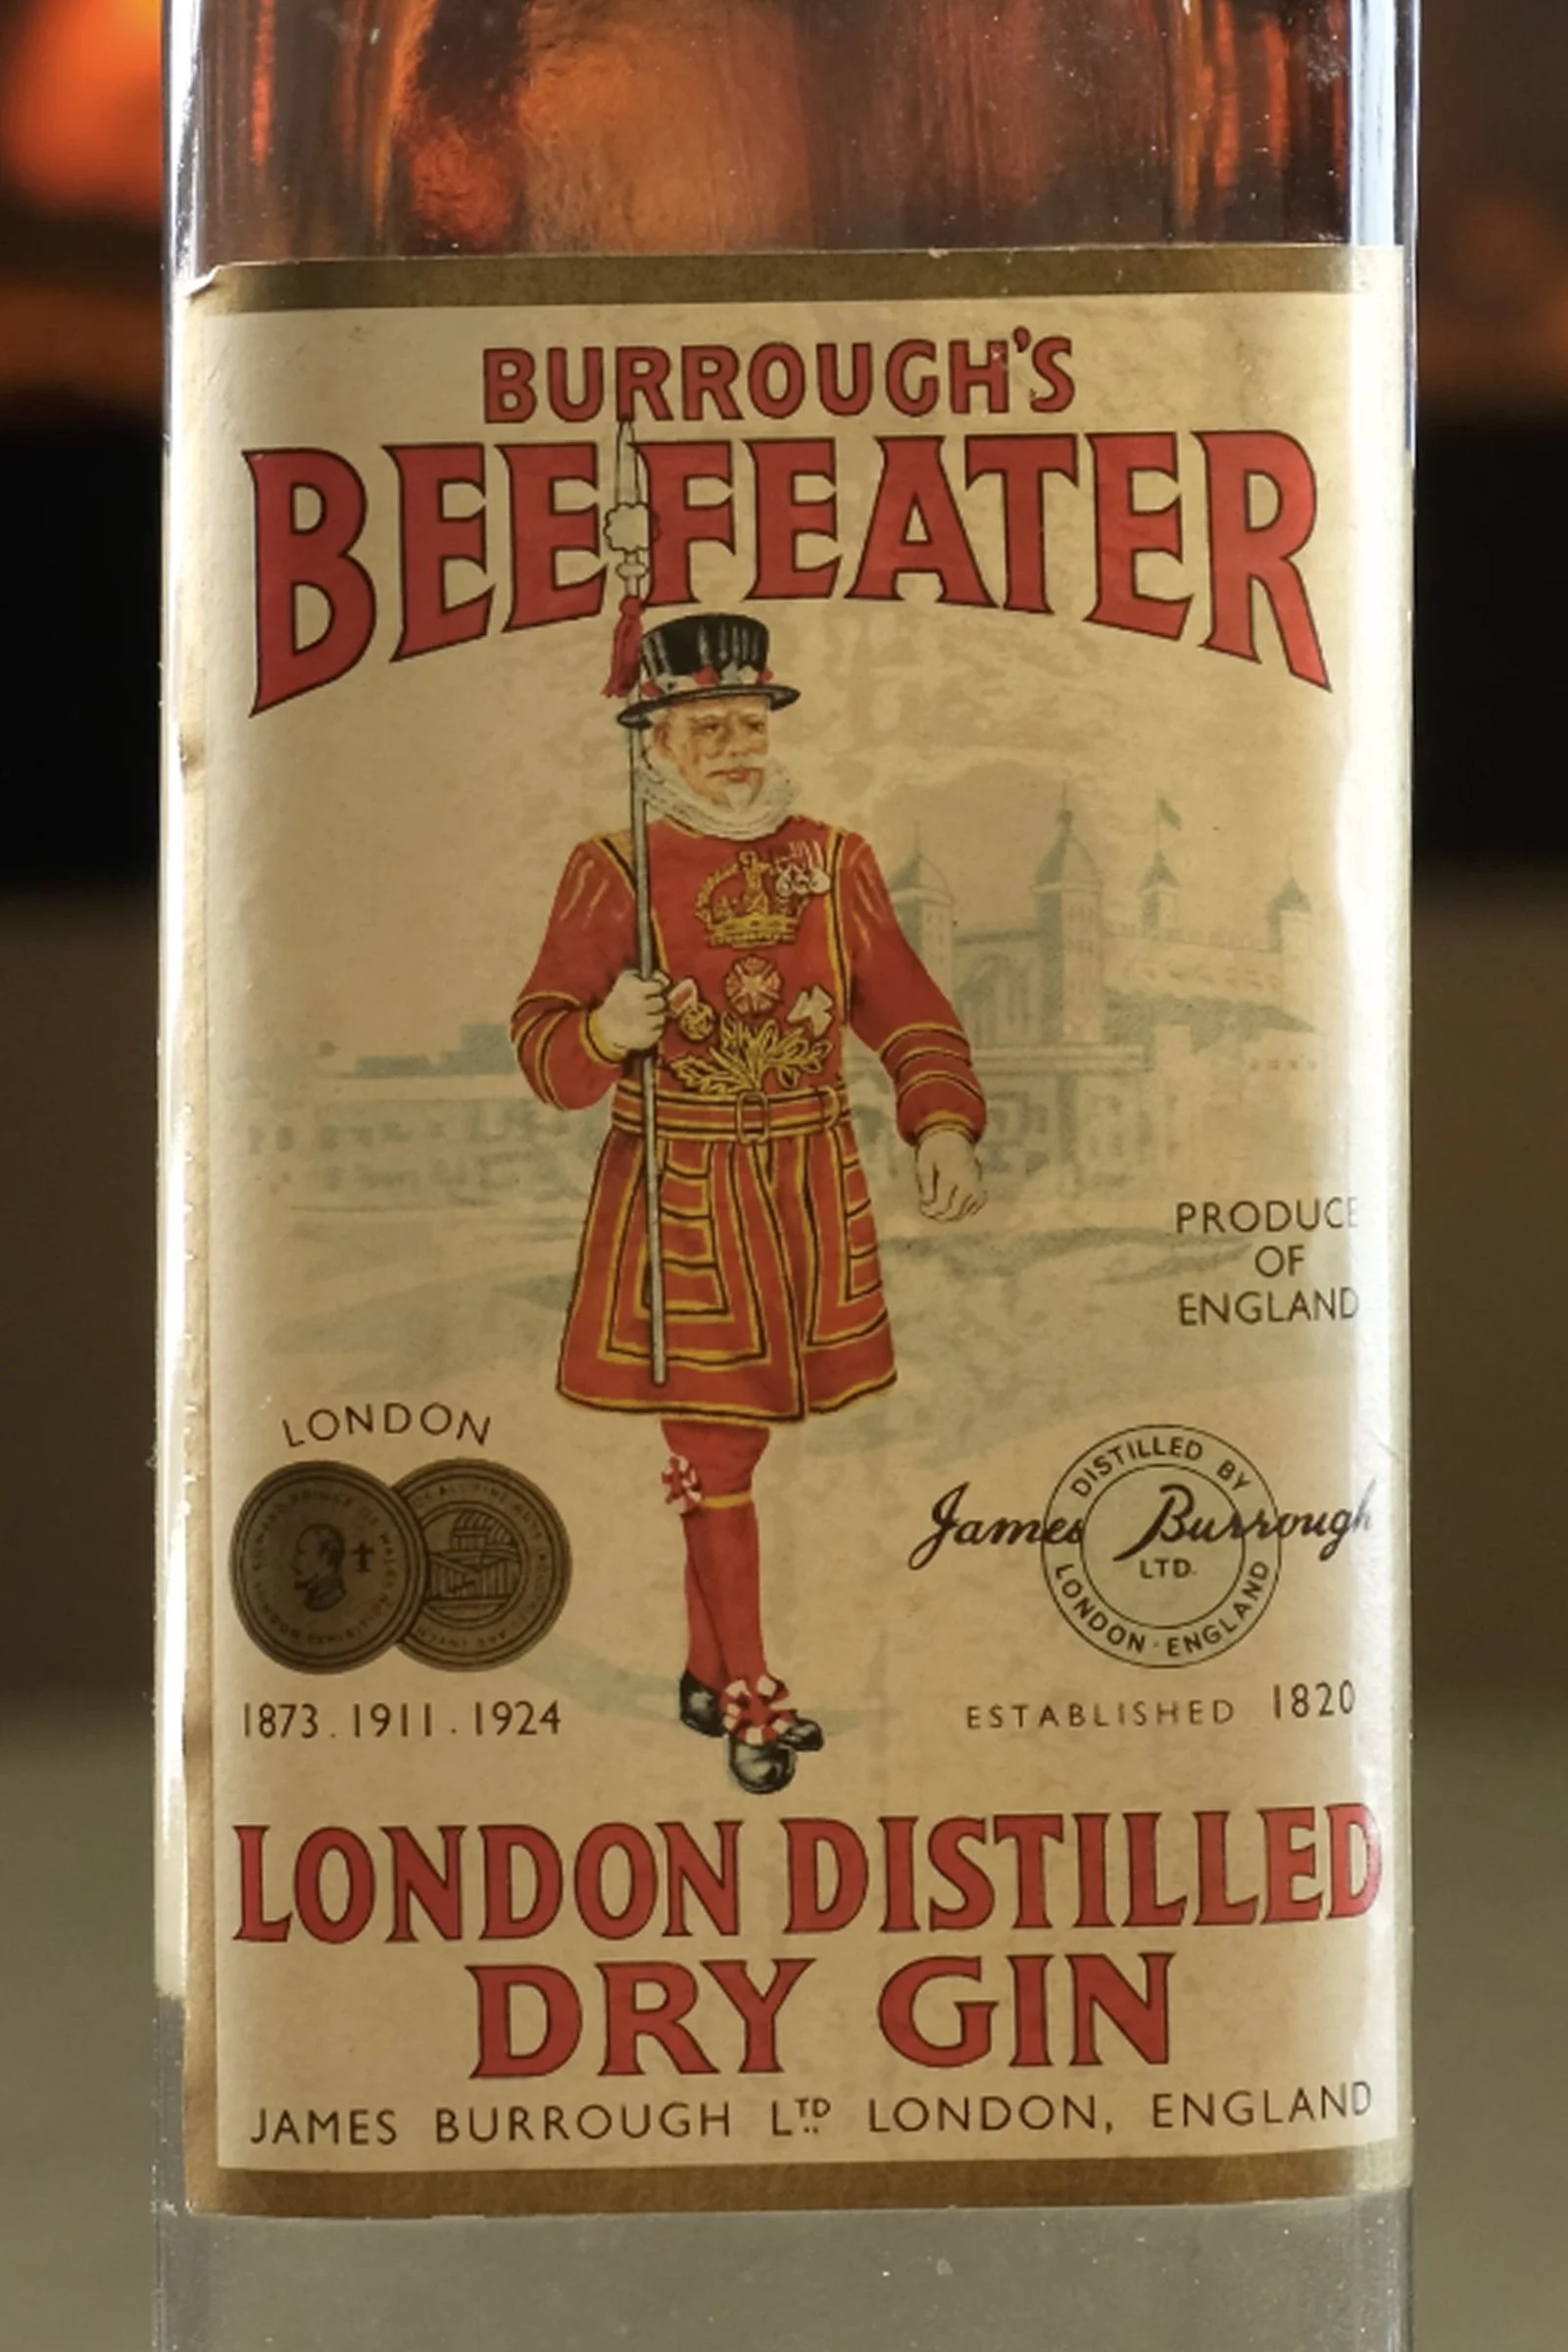 BURROUGH'S
BEEFEATER
PRODUCE
OF
ENGLAND
LONDON
1873 . 1911 . 1924
DISTILLED BY
James Burrough
LTD.
LONDON · ENGLAND
ESTABLISHED 1820
LONDON DISTILLED
DRY GIN
JAMES BURROUGH LTD LONDON, ENGLAND